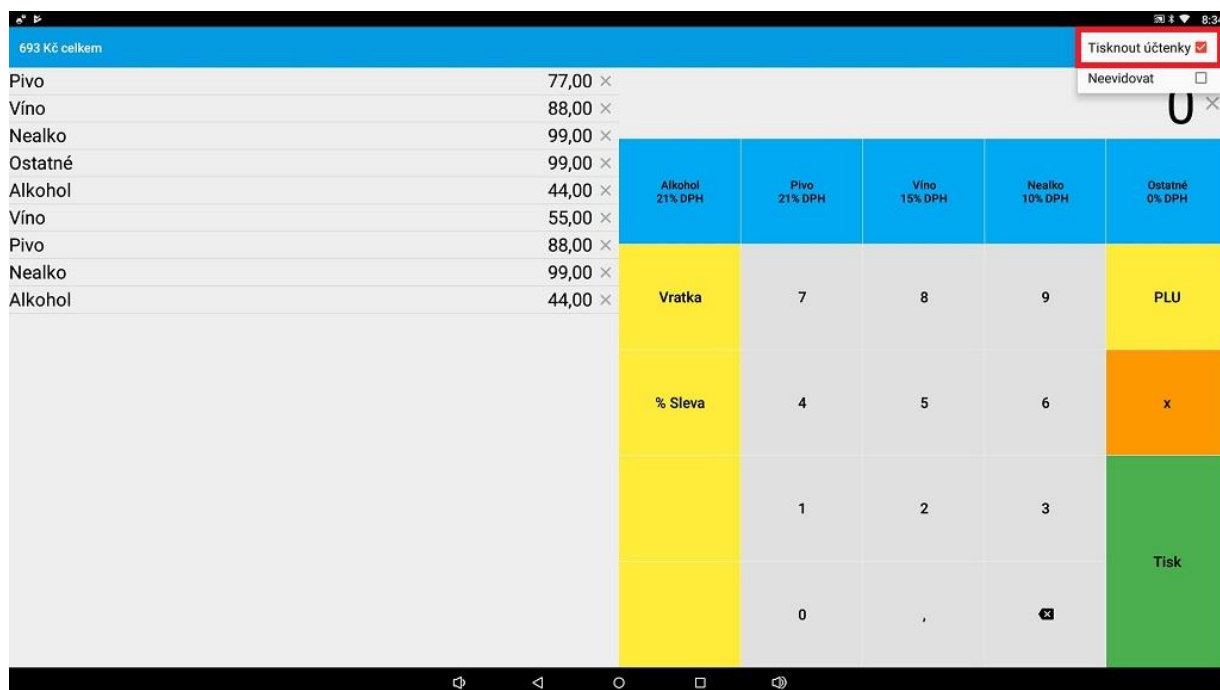 8:34
693 Kč celkem
Tisknout účtenky
Neevidovat
Pivo 77,00 ×
Víno 88,00 ×
Nealko 99,00 ×
Ostatné 99,00 ×
Alkohol 44,00 ×
Víno 55,00 ×
Pivo 88,00 ×
Nealko 99,00 ×
Alkohol 44,00 ×
0 ×
Alkohol
21% DPH
Pivo
21% DPH
Víno
15% DPH
Nealko
10% DPH
Ostatné
0% DPH
Vratka 7 8 9 PLU
% Sleva 4 5 6 x
1 2 3
Tisk
0 ,